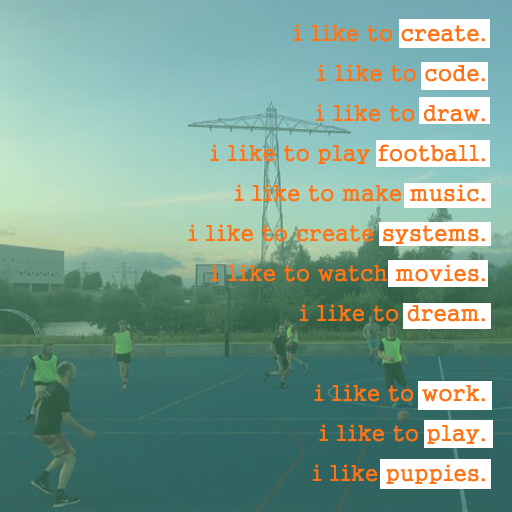 i like to create.
i like to code.
i like to draw.
i like to play football.
i like to make music.
i like to create systems.
i like to watch movies.
i like to dream.
i like to work.
i like to play.
i like puppies.